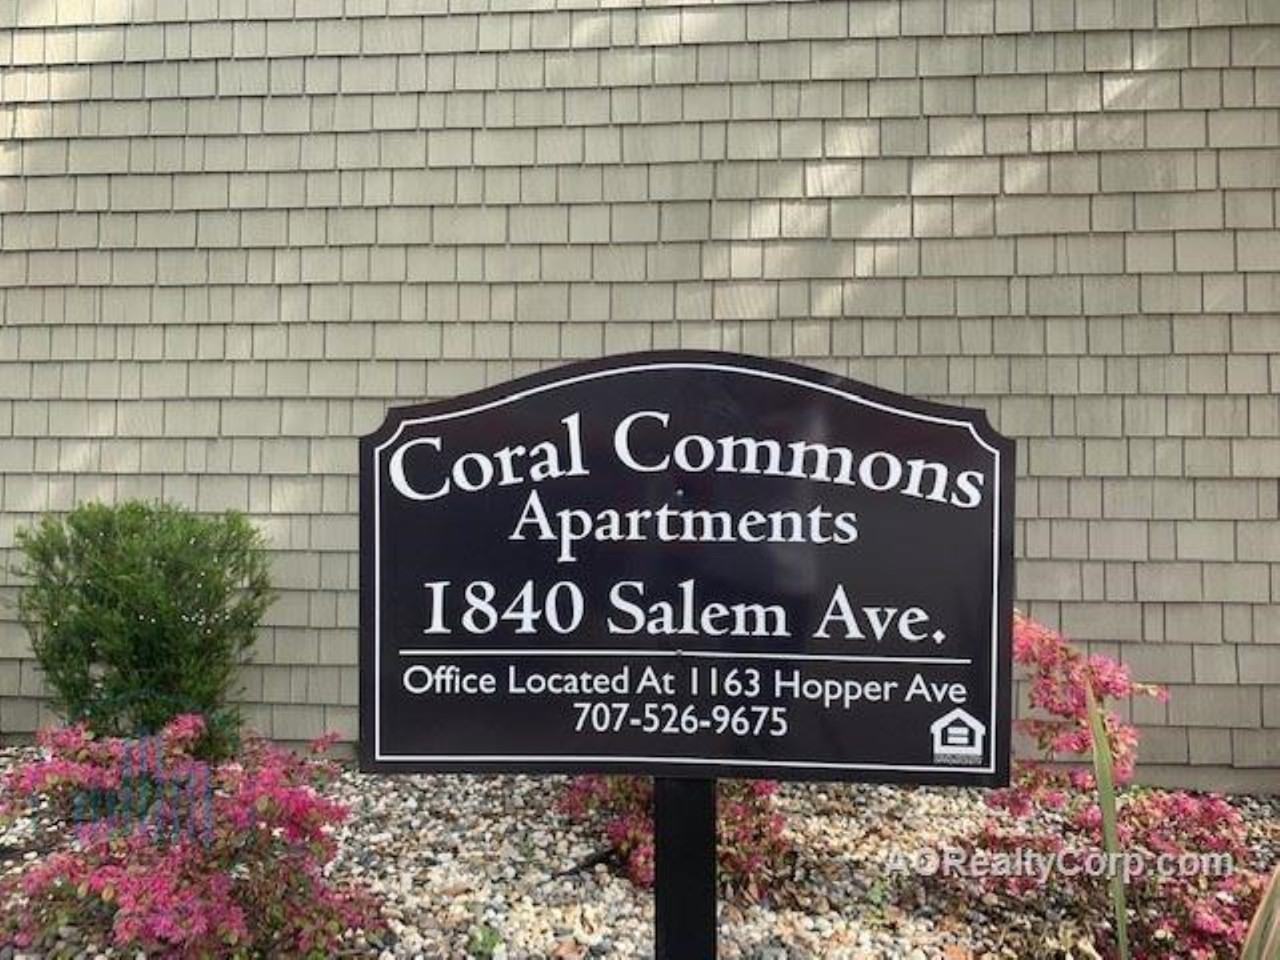 Coral Commons
Apartments
1840 Salem Ave.
Office Located At 1163 Hopper Ave
707-526-9675
AORealtyCorp.com